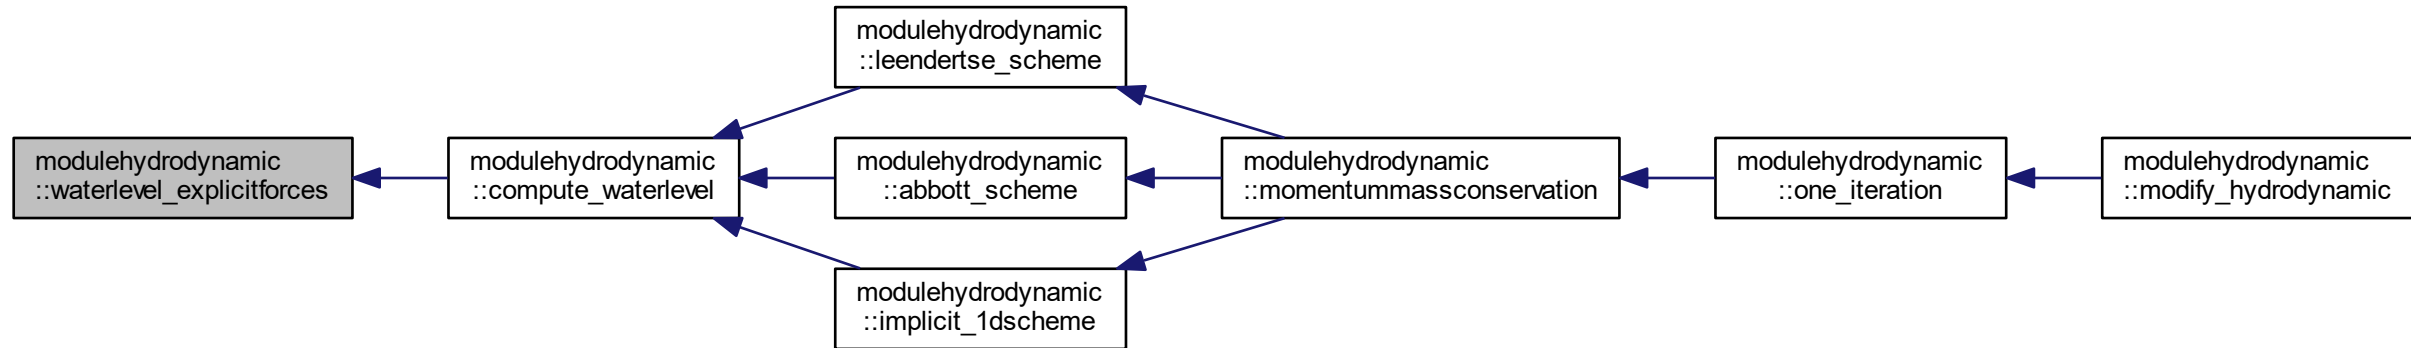 modulehydrodynamic
::waterlevel_explicitforces
modulehydrodynamic
::compute_waterlevel
modulehydrodynamic
::leendertse_scheme
modulehydrodynamic
::abbott_scheme
modulehydrodynamic
::implicit_1dscheme
modulehydrodynamic
::momentummassconservation
modulehydrodynamic
::one_iteration
modulehydrodynamic
::modify_hydrodynamic